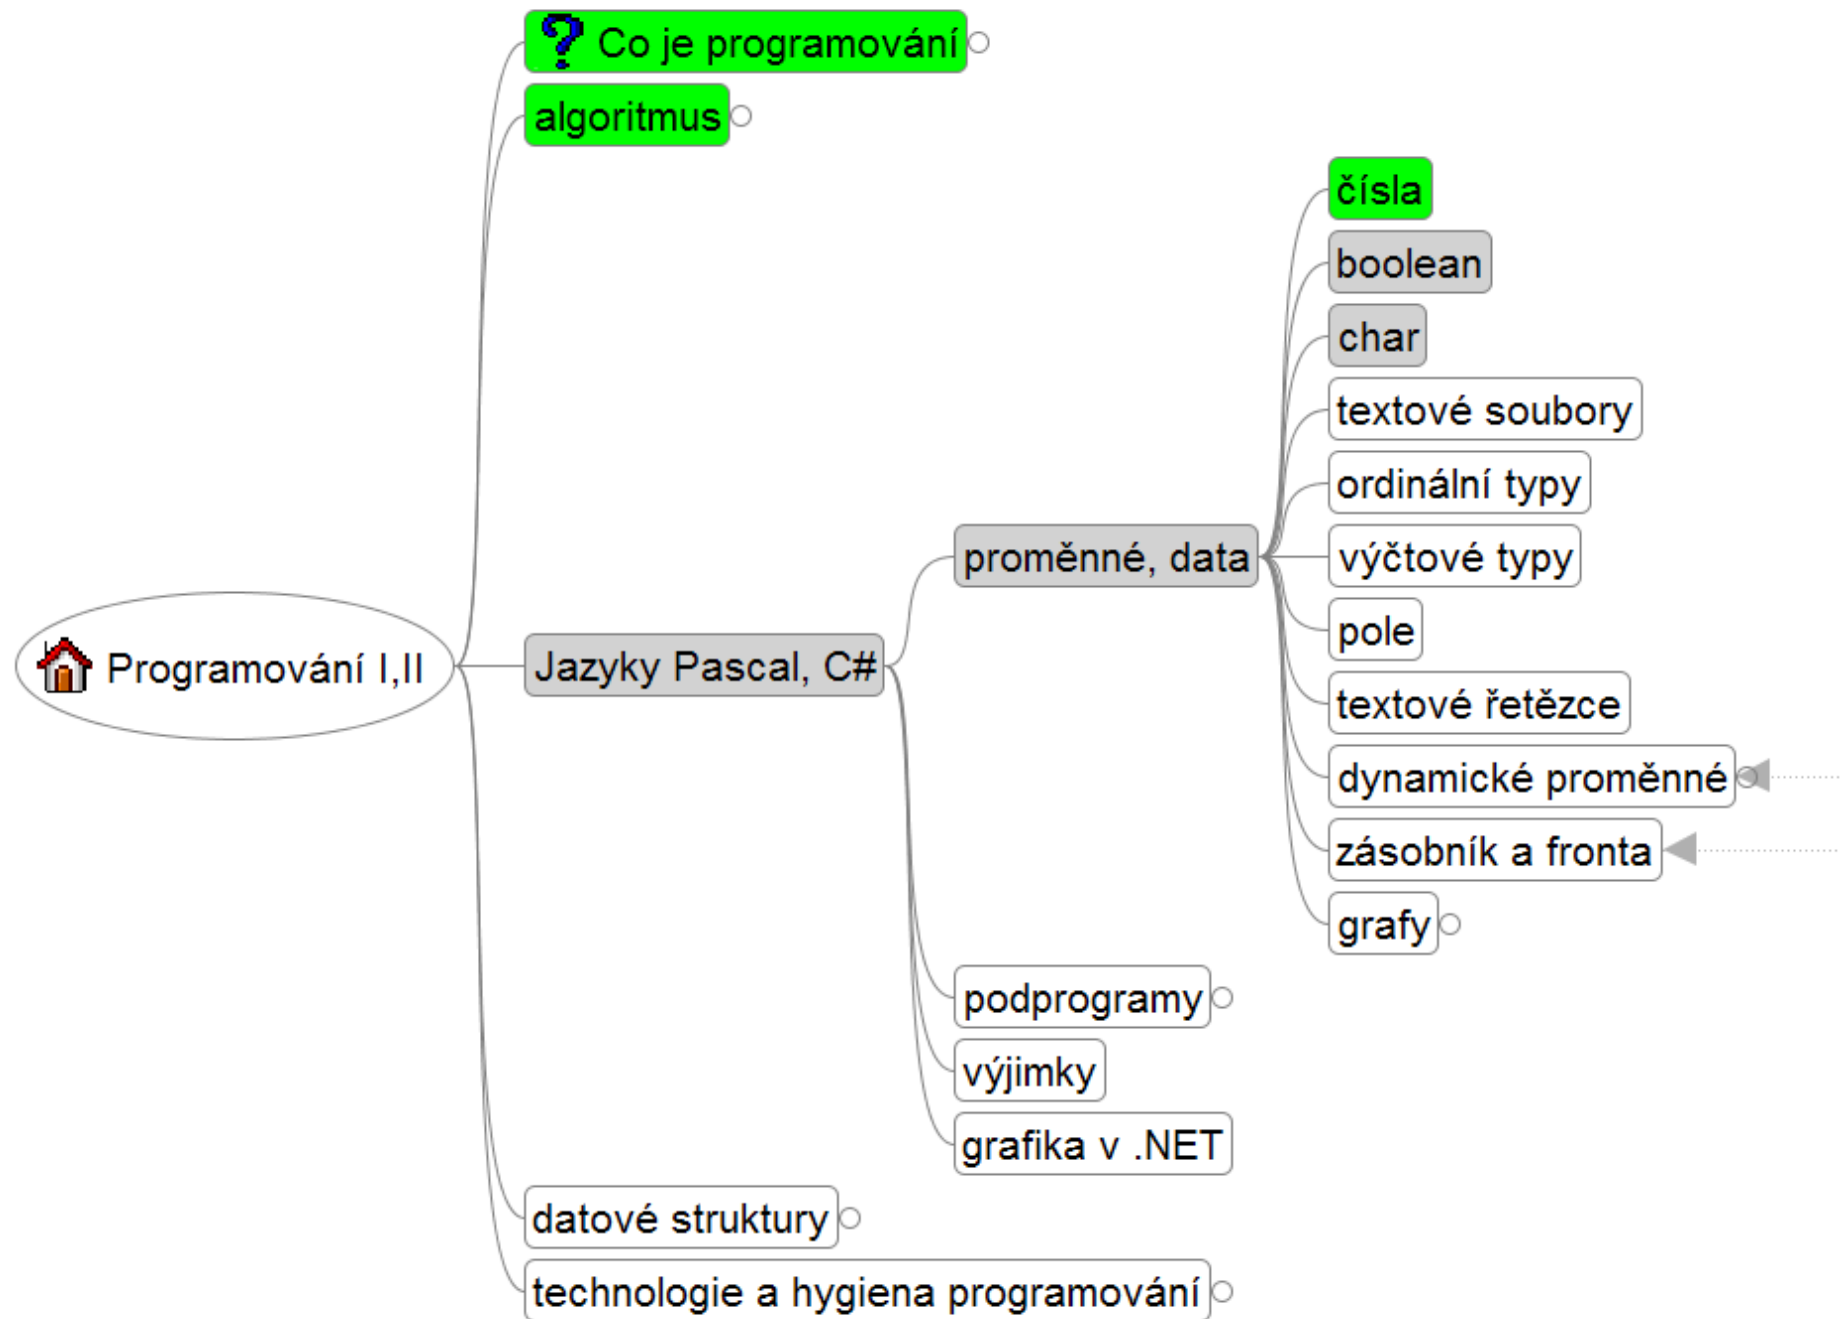 Co je programování
algoritmus
čísla
boolean
char
textové soubory
ordinální typy
výčtové typy
proměnné, data
pole
Programování I,II
Jazyky Pascal, C#
textové řetězce
dynamické proměnné
zásobník a fronta
grafy
podprogramy
výjimky
grafika v .NET
datové struktury
technologie a hygiena programování